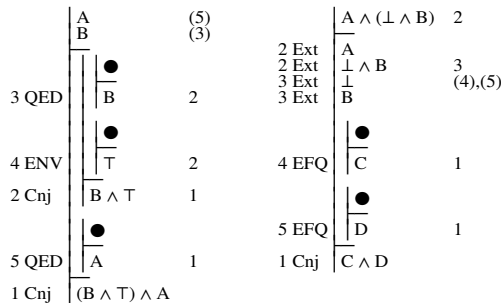 A (5)
B (3)
●
3 QED B 2
●
4 ENV ⊤ 2
2 Cnj B ∧ ⊤ 1
●
5 QED A 1
1 Cnj (B ∧ ⊤) ∧ A
A ∧ (⊥ ∧ B) 2
2 Ext A
2 Ext ⊥ ∧ B 3
3 Ext ⊥ (4),(5)
3 Ext B
●
4 EFQ C 1
●
5 EFQ D 1
1 Cnj C ∧ D